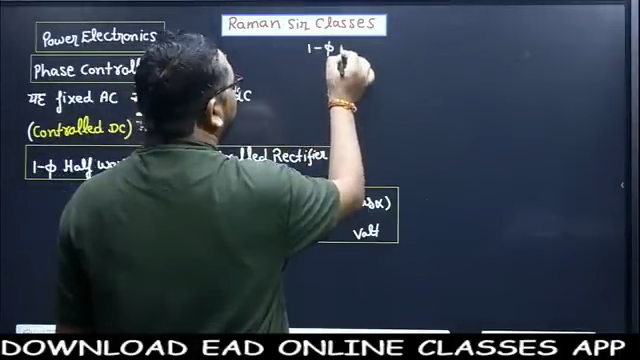 Raman Sir Classes
Power Electronics
1-φ
Phase Controll
यह fixed AC
(Controlled DC)
1-φ Half wa lled Rectifier
sα)
Volt
DOWNLOAD EAD ONLINE CLASSES APP